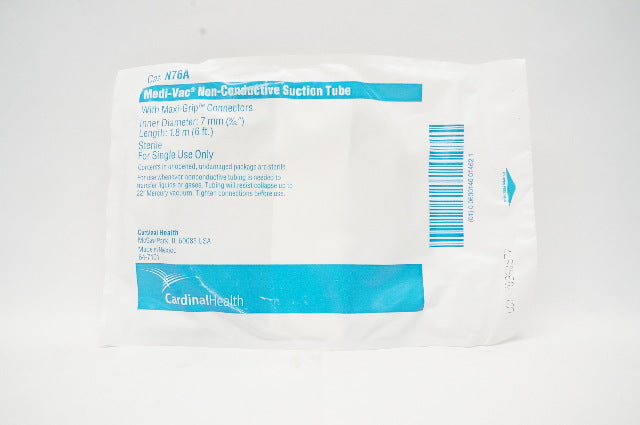 Cat. N76A
Medi-Vac® Non-Conductive Suction Tube
With Maxi-Grip™ Connectors
Inner Diameter: 7 mm (9/32")
Length: 1.8 m (6 ft.)
Sterile
For Single Use Only
Contents in unopened, undamaged package are sterile.
For use whenever nonconductive tubing is needed to
transfer liquids or gases. Tubing will resist collapse up to
22" Mercury vacuum. Tighten connections before use.
Cardinal Health
McGaw Park, IL 60085 USA
Made in Mexico
CardinalHealth